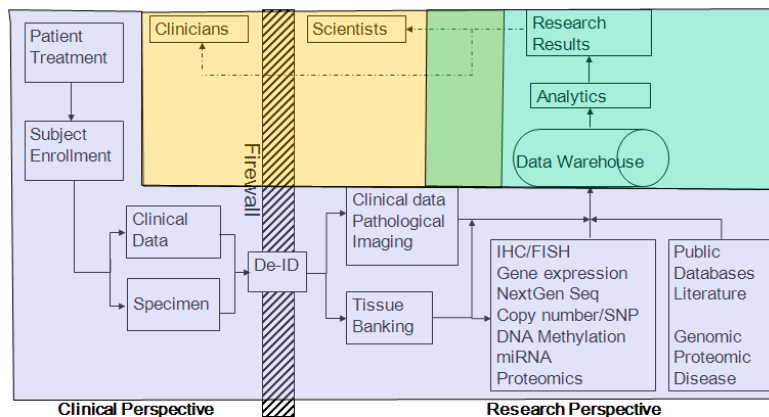 Patient
Treatment
Clinicians
Scientists
Research
Results
Analytics
Subject
Enrollment
Firewall
Data Warehouse
Clinical
Data
Specimen
De-ID
Clinical data
Pathological
Imaging
Tissue
Banking
IHC/FISH
Gene expression
NextGen Seq
Copy number/SNP
DNA Methylation
miRNA
Proteomics
Public
Databases
Literature
Genomic
Proteomic
Disease
Clinical Perspective
Research Perspective